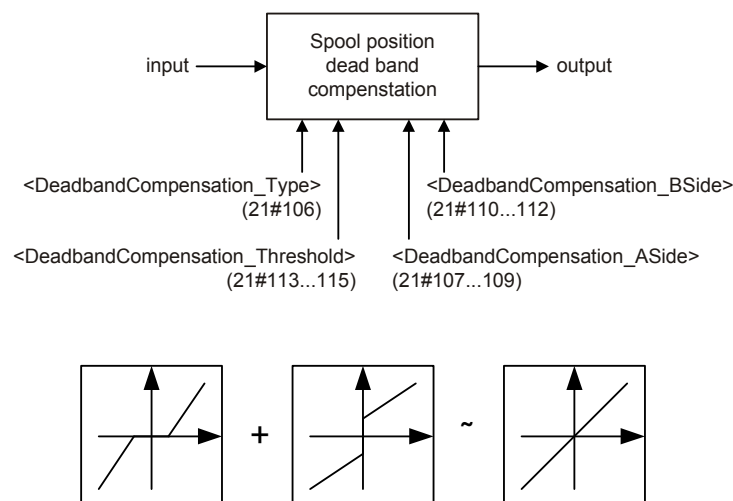 Spool position
dead band
compenstation
input
output
<DeadbandCompensation_Type>
(21#106)
<DeadbandCompensation_BSide>
(21#110...112)
<DeadbandCompensation_Threshold>
(21#113...115)
<DeadbandCompensation_ASide>
(21#107...109)
+ ~